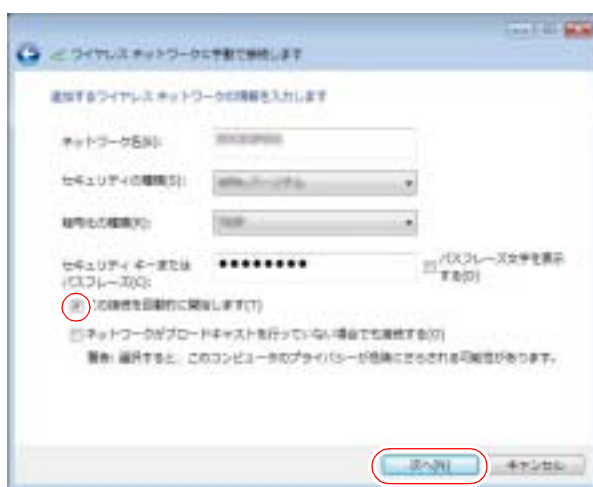 ワイヤレス ネットワークに手動で接続します
追加するワイヤレス ネットワークの情報を入力します
ネットワーク名(N):
セキュリティの種類(S):
暗号化の種類(R):
セキュリティ キーまたは
パスフレーズ(C):
●●●●●●●●
パスフレーズ文字を表示
する(D)
この接続を自動的に開始します(T)
ネットワークがブロードキャストを行っていない場合でも接続する(O)
警告: 選択すると、このコンピュータのプライバシーが危険にさらされる可能性があります。
次へ(N)
キャンセル